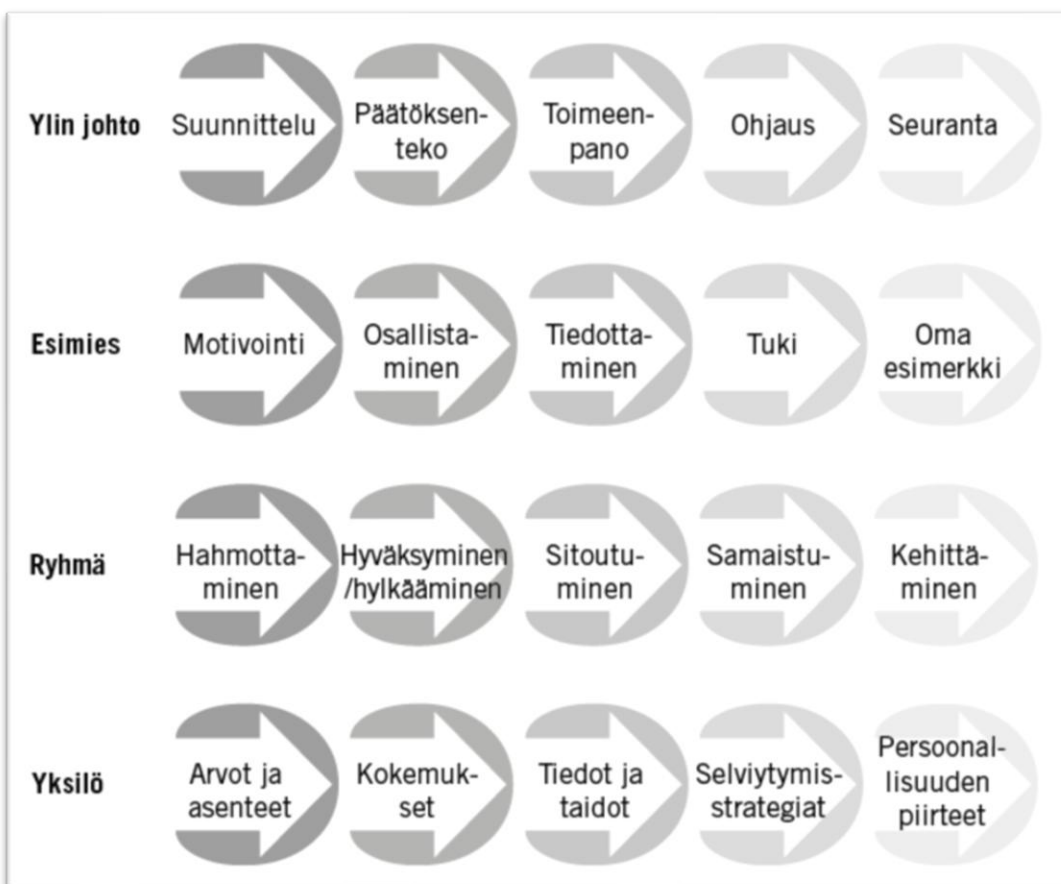 Ylin johto
Suunnittelu
Päätöksen-
teko
Toimeen-
pano
Ohjaus
Seuranta
Esimies
Motivointi
Osallista-
minen
Tiedotta-
minen
Tuki
Oma
esimerkki
Ryhmä
Hahmotta-
minen
Hyväksyminen
/hylkääminen
Sitoutu-
minen
Samaistu-
minen
Kehittä-
minen
Yksilö
Arvot ja
asenteet
Kokemuk-
set
Tiedot ja
taidot
Selviytymis-
strategiat
Persoonal-
lisuuden
piirteet